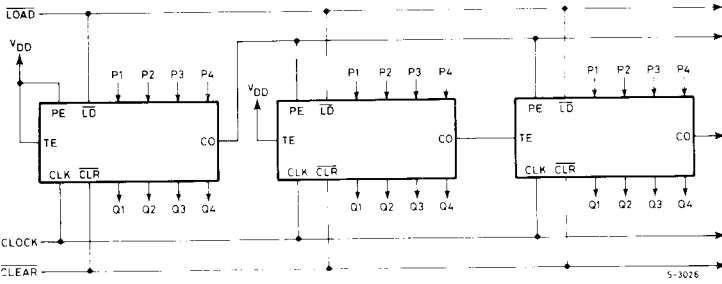 LOAD
VDD
P1 P2 P3 P4
PE LD
TE CO
CLK CLR
Q1 Q2 Q3 Q4
VDD
P1 P2 P3 P4
PE LD
TE CO
CLK CLR
Q1 Q2 Q3 Q4
P1 P2 P3 P4
PE LD
TE CO
CLK CLR
Q1 Q2 Q3 Q4
CLOCK
CLEAR
S-3026